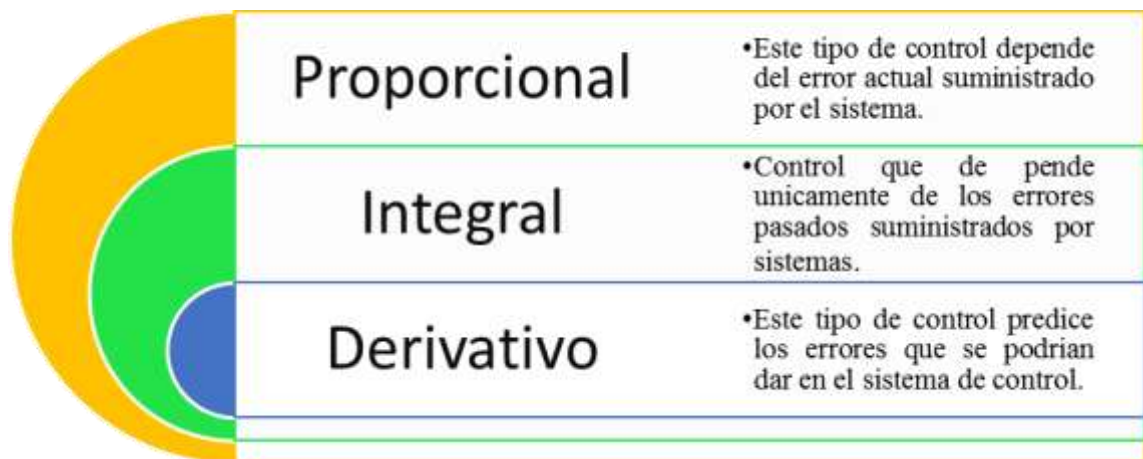 Proporcional
•Este tipo de control depende
del error actual suministrado
por el sistema.
Integral
•Control que de pende
unicamente de los errores
pasados suministrados por
sistemas.
Derivativo
•Este tipo de control predice
los errores que se podrian
dar en el sistema de control.